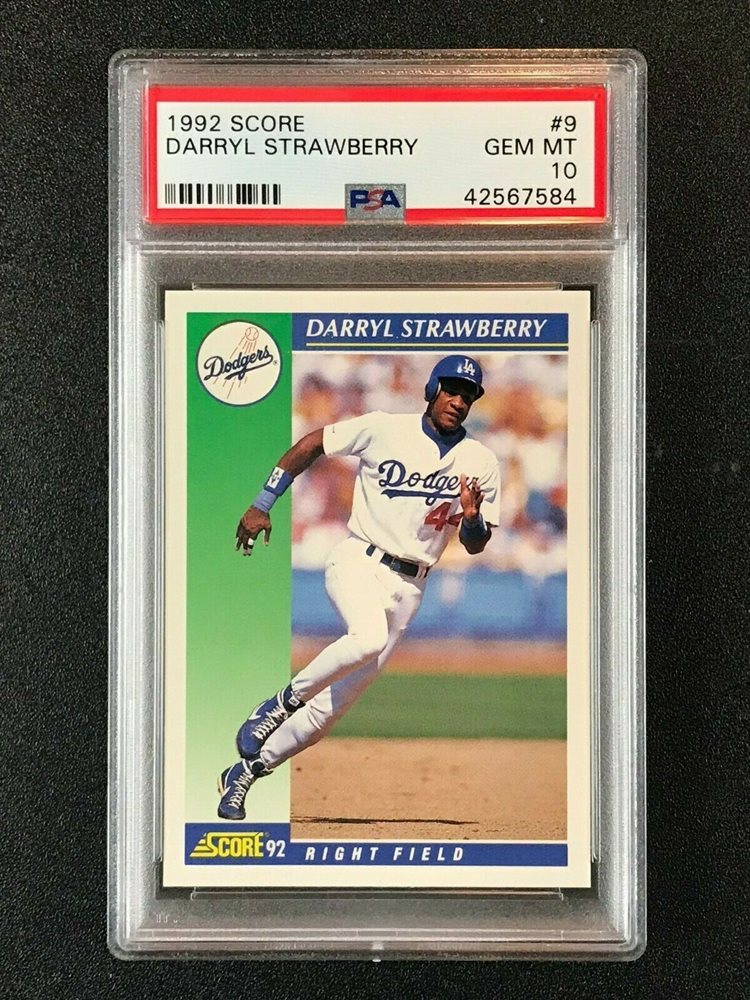 1992 SCORE #9
DARRYL STRAWBERRY GEM MT
10
PSA 42567584
DARRYL STRAWBERRY
Dodgers
LA
Dodgers
44
SCORE 92
RIGHT FIELD